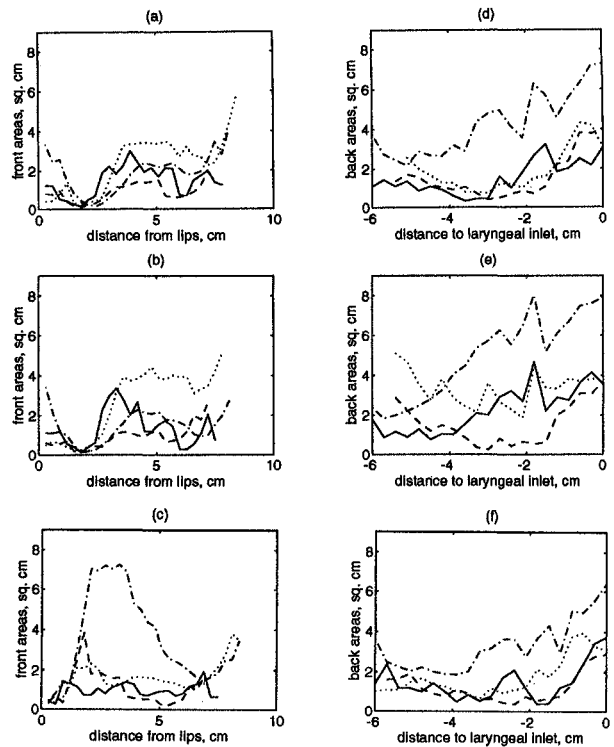 (a)
front areas, sq. cm
8
6
4
2
0
0 5 10
distance from lips, cm
(d)
back areas, sq. cm
8
6
4
2
0
-6 -4 -2 0
distance to laryngeal inlet, cm
(b)
front areas, sq. cm
8
6
4
2
0
0 5 10
distance from lips, cm
(e)
back areas, sq. cm
8
6
4
2
0
-6 -4 -2 0
distance to laryngeal inlet, cm
(c)
front areas, sq. cm
8
6
4
2
0
0 5 10
distance from lips, cm
(f)
back areas, sq. cm
8
6
4
2
0
-6 -4 -2 0
distance to laryngeal inlet, cm